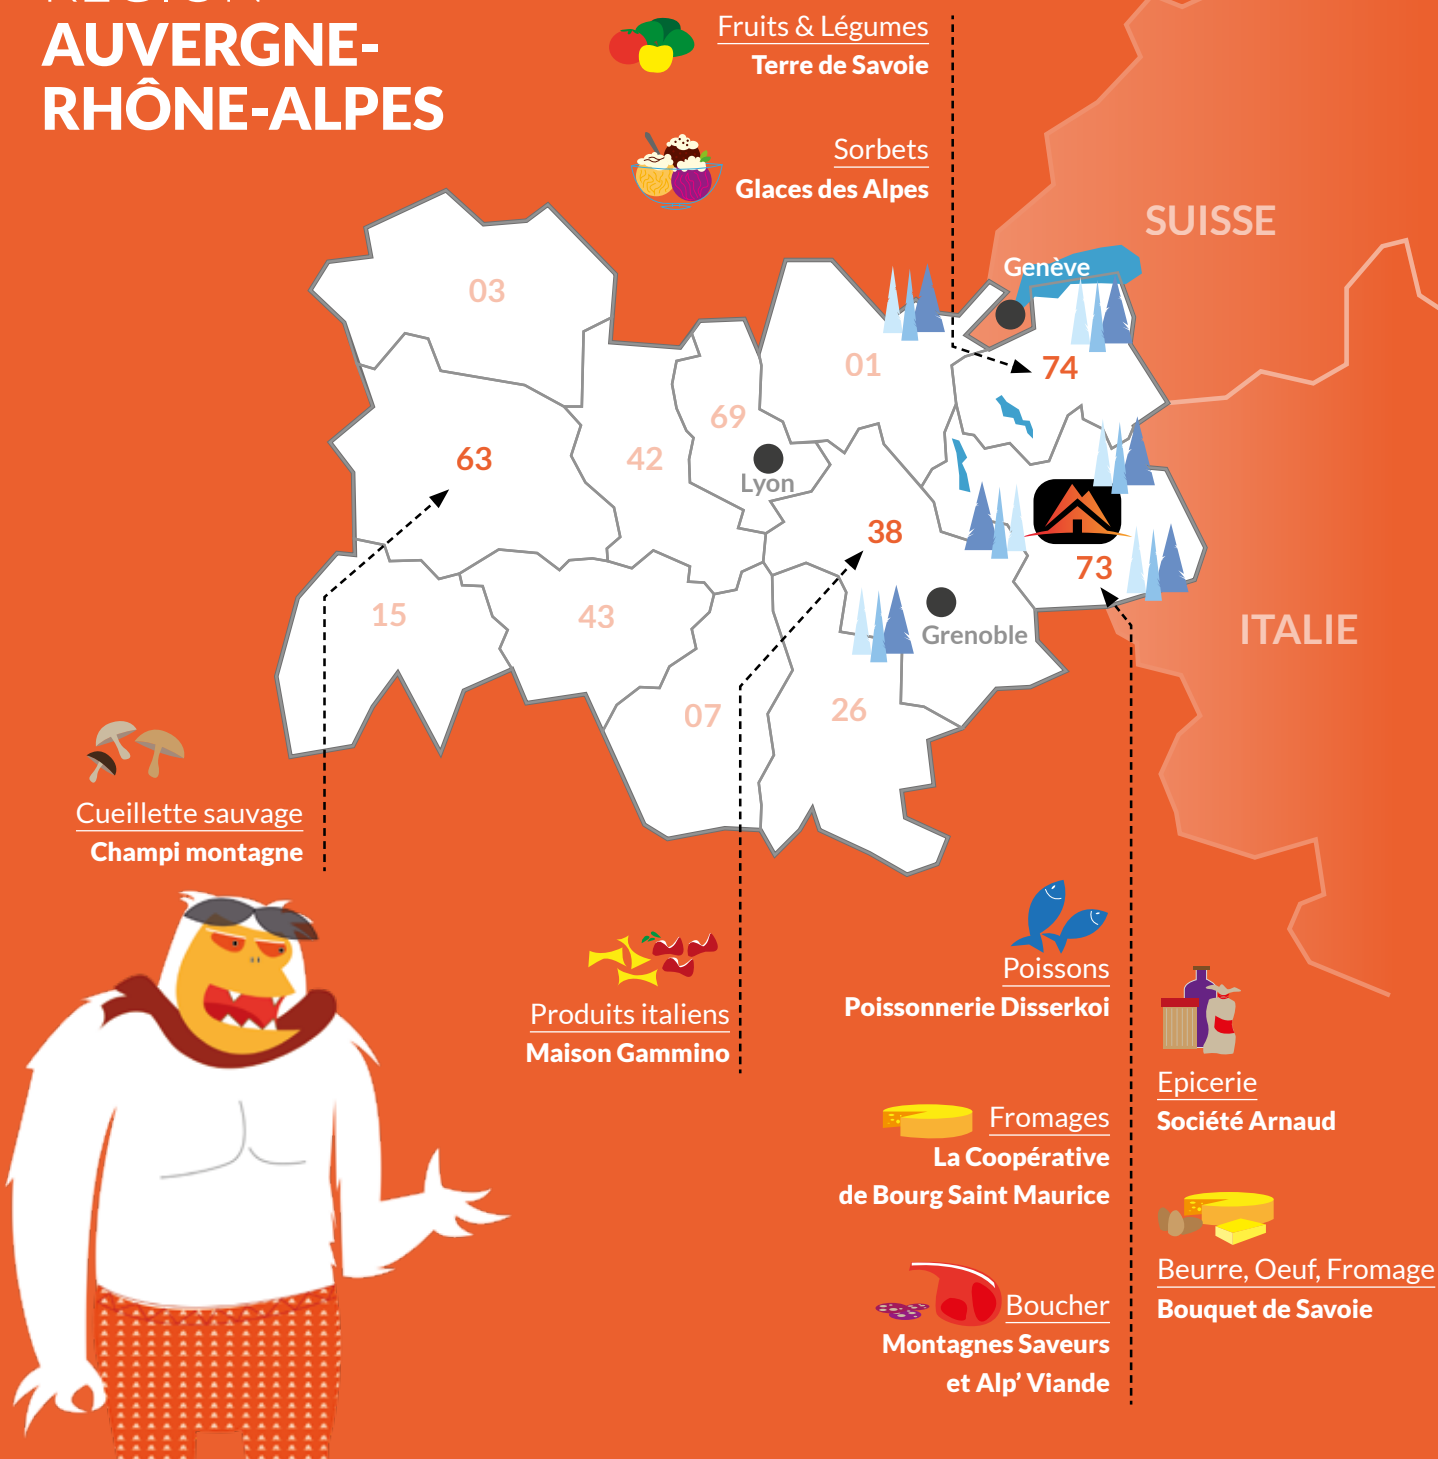 RÉGION
AUVERGNE-
RHÔNE-ALPES
Fruits & Légumes
Terre de Savoie
Sorbets
Glaces des Alpes
SUISSE
Genève
03
01
74
69
63
42
Lyon
38
73
15
43
Grenoble
ITALIE
07
26
Cueillette sauvage
Champi montagne
Produits italiens
Maison Gammino
Poissons
Poissonnerie Disserkoi
Epicerie
Société Arnaud
Fromages
La Coopérative
de Bourg Saint Maurice
Beurre, Oeuf, Fromage
Bouquet de Savoie
Boucher
Montagnes Saveurs
et Alp’ Viande